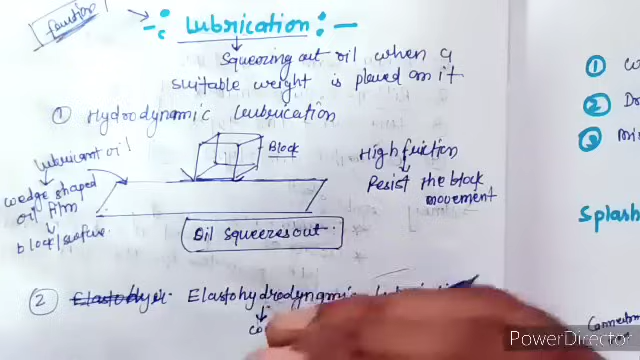 function
Lubrication
Squeezing out oil when a
suitable weight is placed on it
① Hydrodynamic Lubrication
lubricant oil
Block
High friction
Resist the block
movement
wedge shaped
oil film
block/surface
Oil squeezes out
② Elastohydrodynamic
co
①
② Dr
③
Splash
PowerDirector